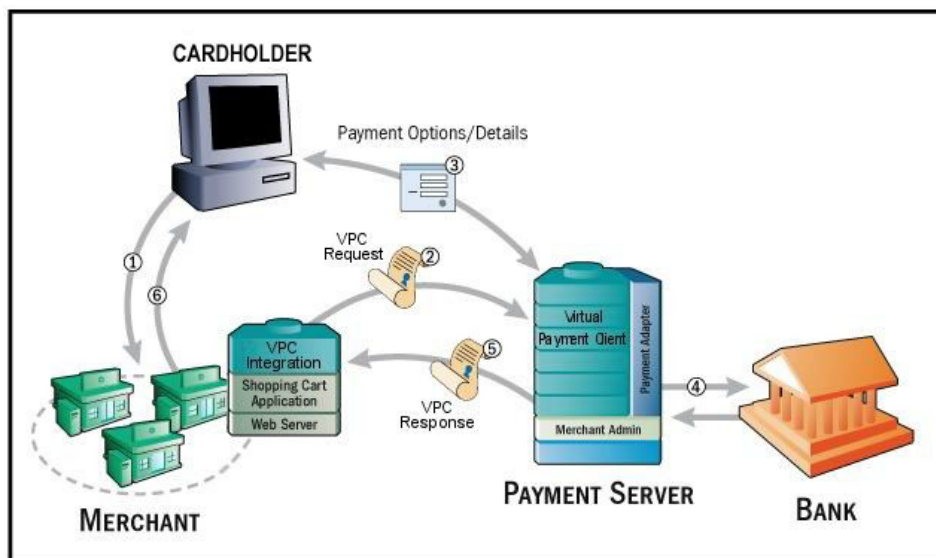 CARDHOLDER
Payment Options/Details
③
VPC
Request
②
①
⑥
Virtual
Payment Client
Payment Adapter
VPC
Integration
⑤
Shopping Cart
Application
④
VPC
Response
Web Server
Merchant Admin
PAYMENT SERVER
BANK
MERCHANT